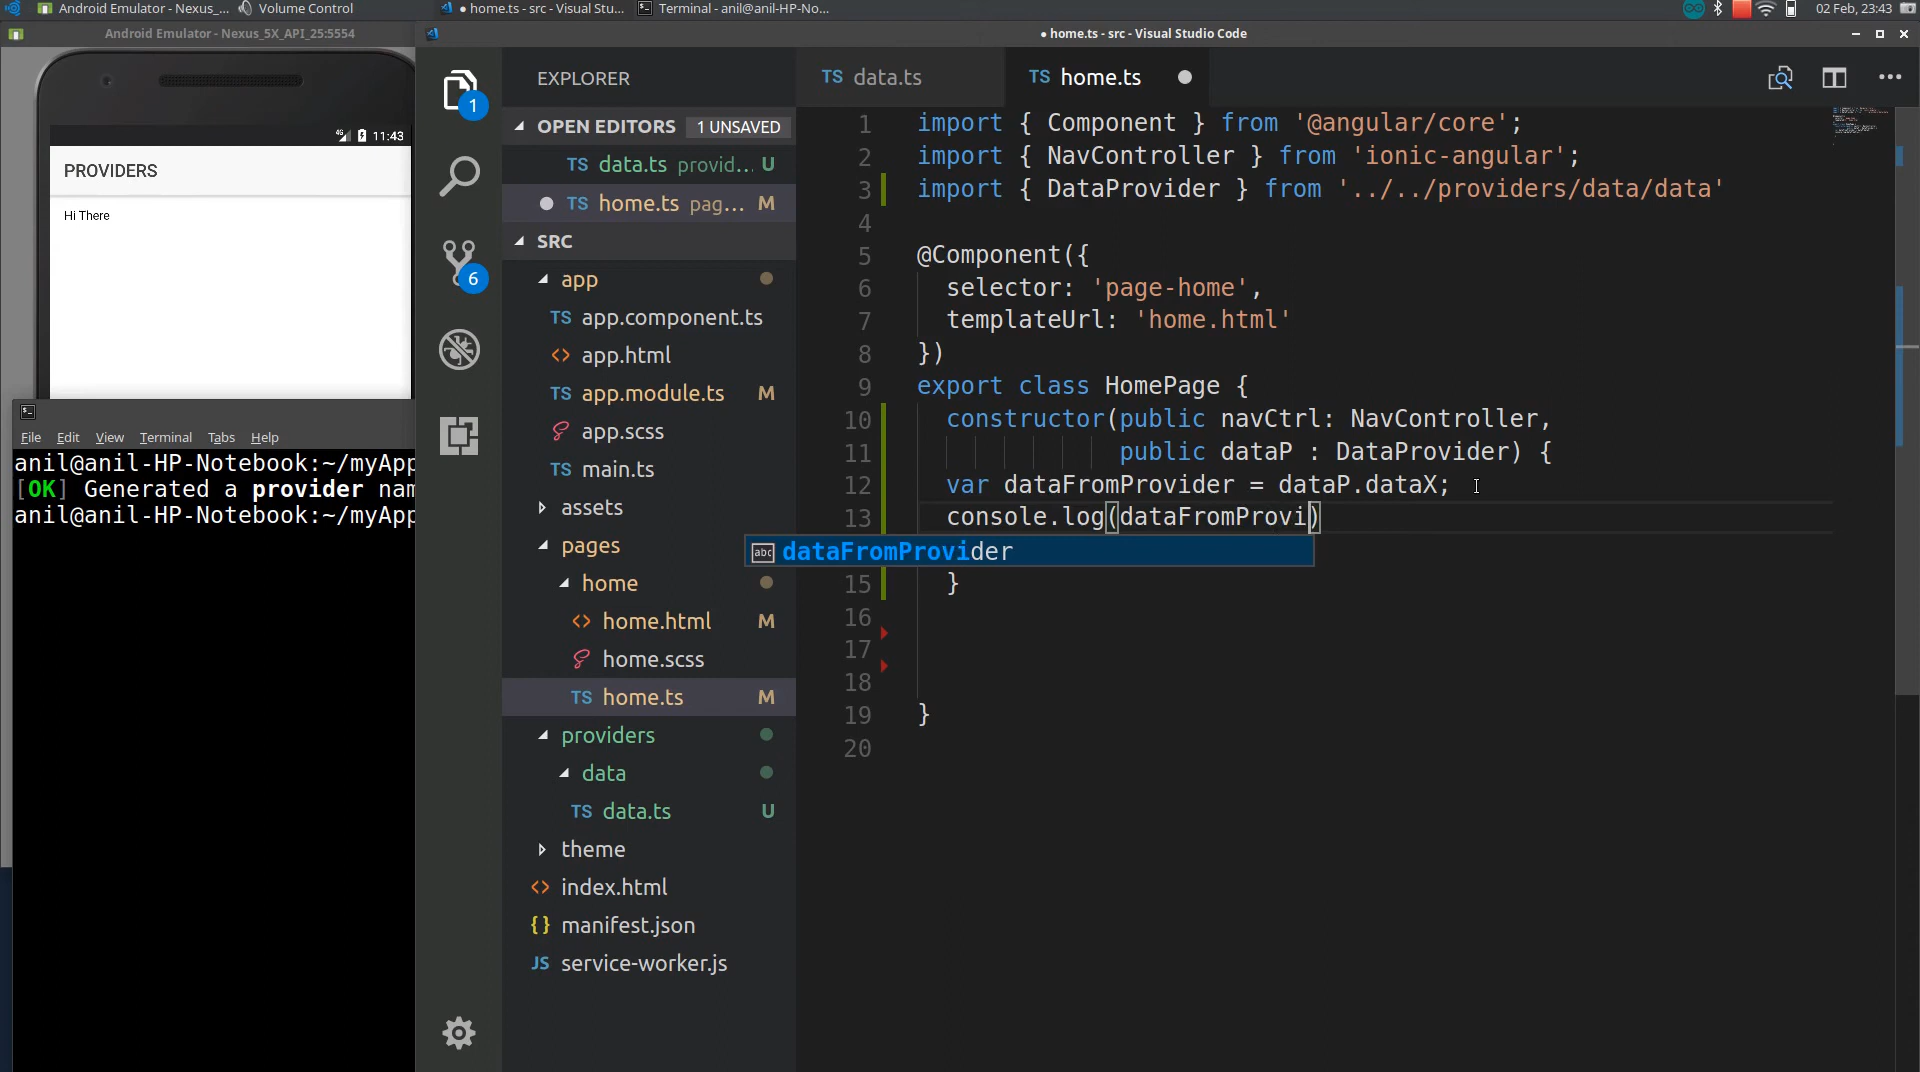 Android Emulator - Nexus_...
Volume Control
● home.ts - src - Visual Stu...
Terminal - anil@anil-HP-No...
02 Feb, 23:43
Android Emulator - Nexus_5X_API_25:5554
● home.ts - src - Visual Studio Code
4G 11:43
PROVIDERS
Hi There
File Edit View Terminal Tabs Help
anil@anil-HP-Notebook:~/myApp
[OK] Generated a provider nam
anil@anil-HP-Notebook:~/myApp
1
6
EXPLORER
OPEN EDITORS 1 UNSAVED
TS data.ts provid... U
TS home.ts pag... M
SRC
app
TS app.component.ts
<> app.html
TS app.module.ts M
app.scss
TS main.ts
assets
pages
home
<> home.html M
home.scss
TS home.ts M
providers
data
TS data.ts U
theme
<> index.html
{ } manifest.json
JS service-worker.js
TS data.ts
TS home.ts
1 import { Component } from '@angular/core';
2 import { NavController } from 'ionic-angular';
3 import { DataProvider } from '../../providers/data/data'
4
5 @Component({
6 selector: 'page-home',
7 templateUrl: 'home.html'
8 })
9 export class HomePage {
10 constructor(public navCtrl: NavController,
11 public dataP : DataProvider) {
12 var dataFromProvider = dataP.dataX;
13 console.log(dataFromProvi)
abc dataFromProvider
15 }
16
17
18
19 }
20